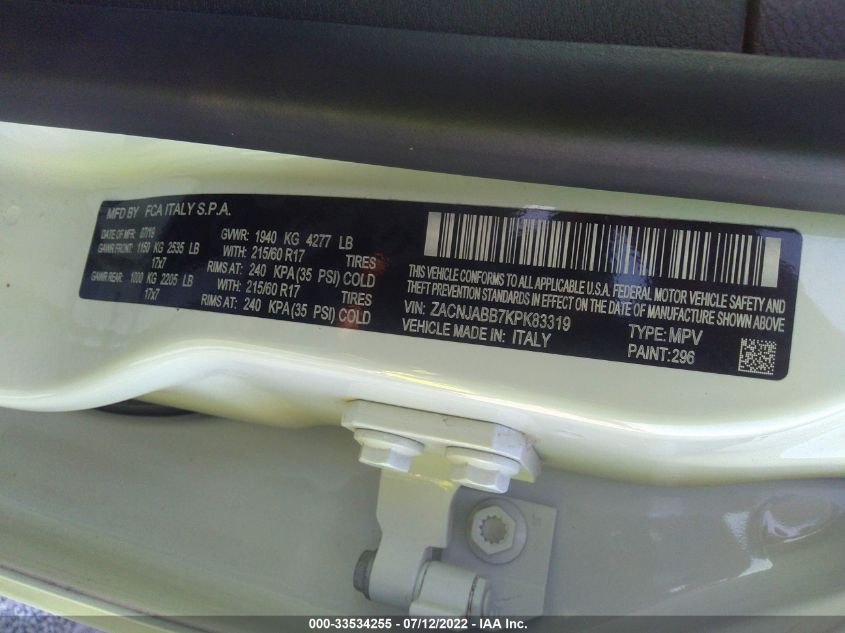 MFD BY FCA ITALY S.P.A.
DATE OF MFR 07/19
GAWR FRONT: 1150 KG 2535 LB
17x7
GAWR REAR: 1000 KG 2205 LB
17x7
GVWR: 1940 KG 4277 LB
WITH: 215/60 R17 TIRES
RIMS AT: 240 KPA(35 PSI) COLD
WITH: 215/60 R17 TIRES
RIMS AT: 240 KPA(35 PSI) COLD
THIS VEHICLE CONFORMS TO ALL APPLICABLE U.S.A. FEDERAL MOTOR VEHICLE SAFETY AND
THEFT PREVENTION STANDARDS IN EFFECT ON THE DATE OF MANUFACTURE SHOWN ABOVE
VIN: ZACNJABB7KPK83319
VEHICLE MADE IN: ITALY
TYPE: MPV
PAINT:296
000-33534255 - 07/12/2022 - IAA Inc.